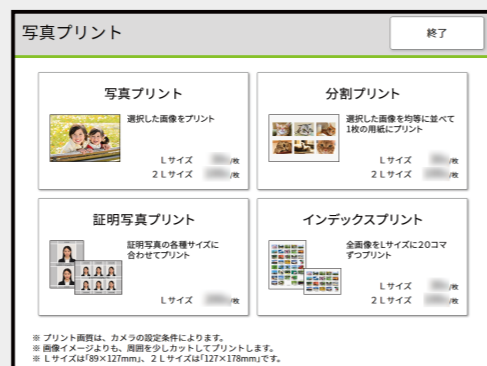 写真プリント
終了
写真プリント
選択した画像をプリント
Lサイズ /枚
2Lサイズ /枚
分割プリント
選択した画像を均等に並べて
1枚の用紙にプリント
Lサイズ /枚
2Lサイズ /枚
証明写真プリント
証明写真の各種サイズに
合わせてプリント
Lサイズ /枚
インデックスプリント
全画像をLサイズに20コマ
ずつプリント
Lサイズ /枚
2Lサイズ /枚
※ プリント画質は、カメラの設定条件によります。
※ 画像イメージよりも、周囲を少しカットしてプリントします。
※ Lサイズは「89×127mm」、2Lサイズは「127×178mm」です。